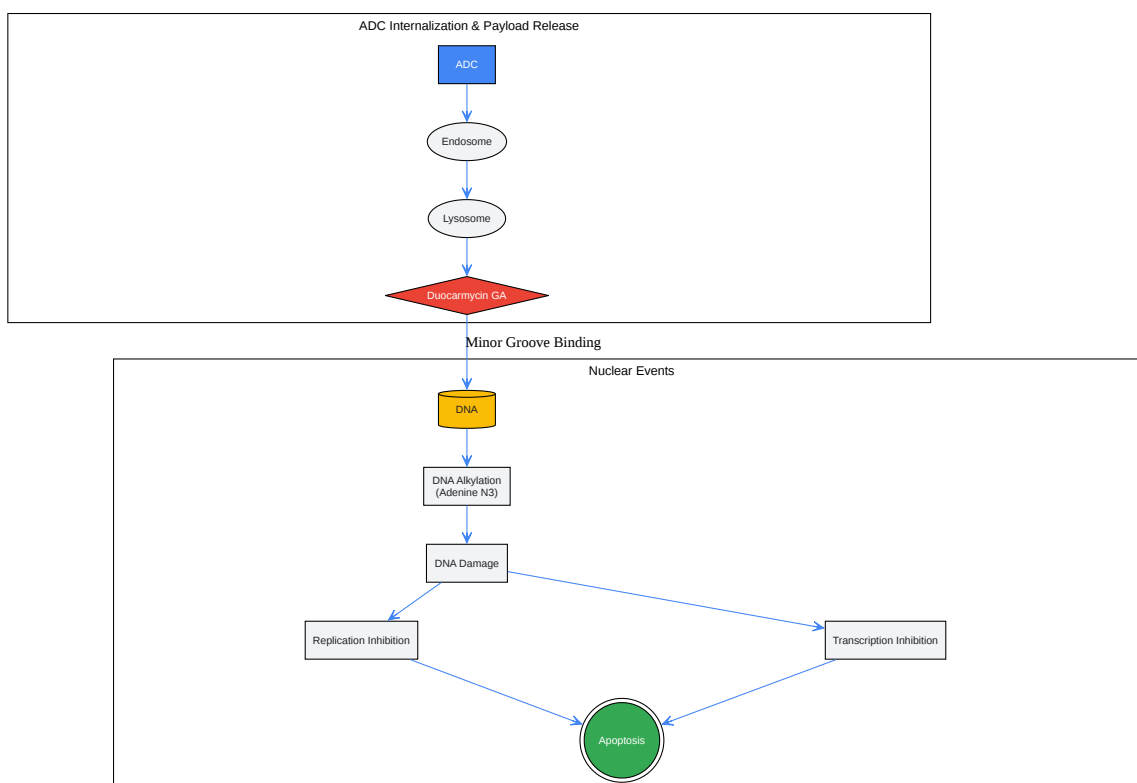 ADC Internalization & Payload Release
ADC
Endosome
Lysosome
Duocarmycin GA
Minor Groove Binding
Nuclear Events
DNA
DNA Alkylation
(Adenine N3)
DNA Damage
Replication Inhibition
Transcription Inhibition
Apoptosis